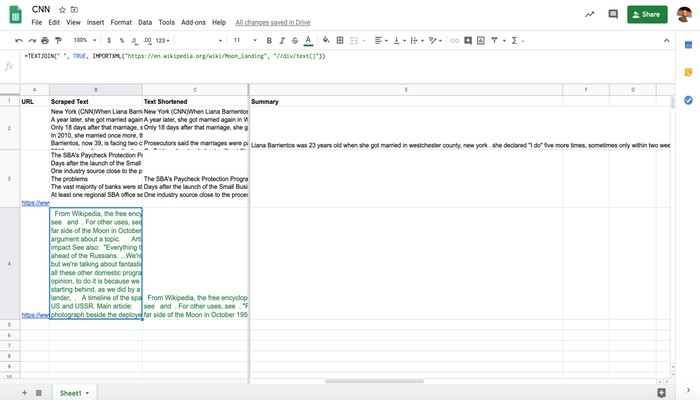 CNN
File Edit View Insert Format Data Tools Add-ons Help All changes saved in Drive
Share
100% $ % .0 .00 123 11 B I S A
fx =TEXTJOIN(" ", TRUE, IMPORTXML("https://en.wikipedia.org/wiki/Moon_landing", "//div/text()"))
A B C E F G
1 URL Scraped Text Text Shortened Summary
New York (CNN)When Liana Barri New York (CNN)When Liana Barrientos
A year later, she got married again A year later, she got married again in W
Only 18 days after that marriage, s Only 18 days after that marriage, she g
2 In 2010, she married once more, t
Barrientos, now 39, is facing two c Prosecutors said the marriages were pa
Liana Barrientos was 23 years old when she got married in westchester county, new york . she declared "I do" five more times, sometimes only within two wee
The SBA's Paycheck Protection P
Days after the launch of the Small
One industry source close to the p
3 The problems The SBA's Paycheck Protection Progra
The vast majority of banks were s Days after the launch of the Small Busi
At least one regional SBA office se One industry source close to the proces
https://www
From Wikipedia, the free ency
see and . For other uses, see
far side of the Moon in October
argument about a topic. Arti
impact See also: "Everything t
ahead of the Russians. ...We're
4 but we're talking about fantasti
all these other domestic progra
opinion, to do it is because we
starting behind, as we did by a
lander, . A timeline of the spa From Wikipedia, the free encyclop
US and USSR. Main article: see and . For other uses, see . "F
https://www photograph beside the deploye far side of the Moon in October 195
5
6
7
8
9
10
Sheet1